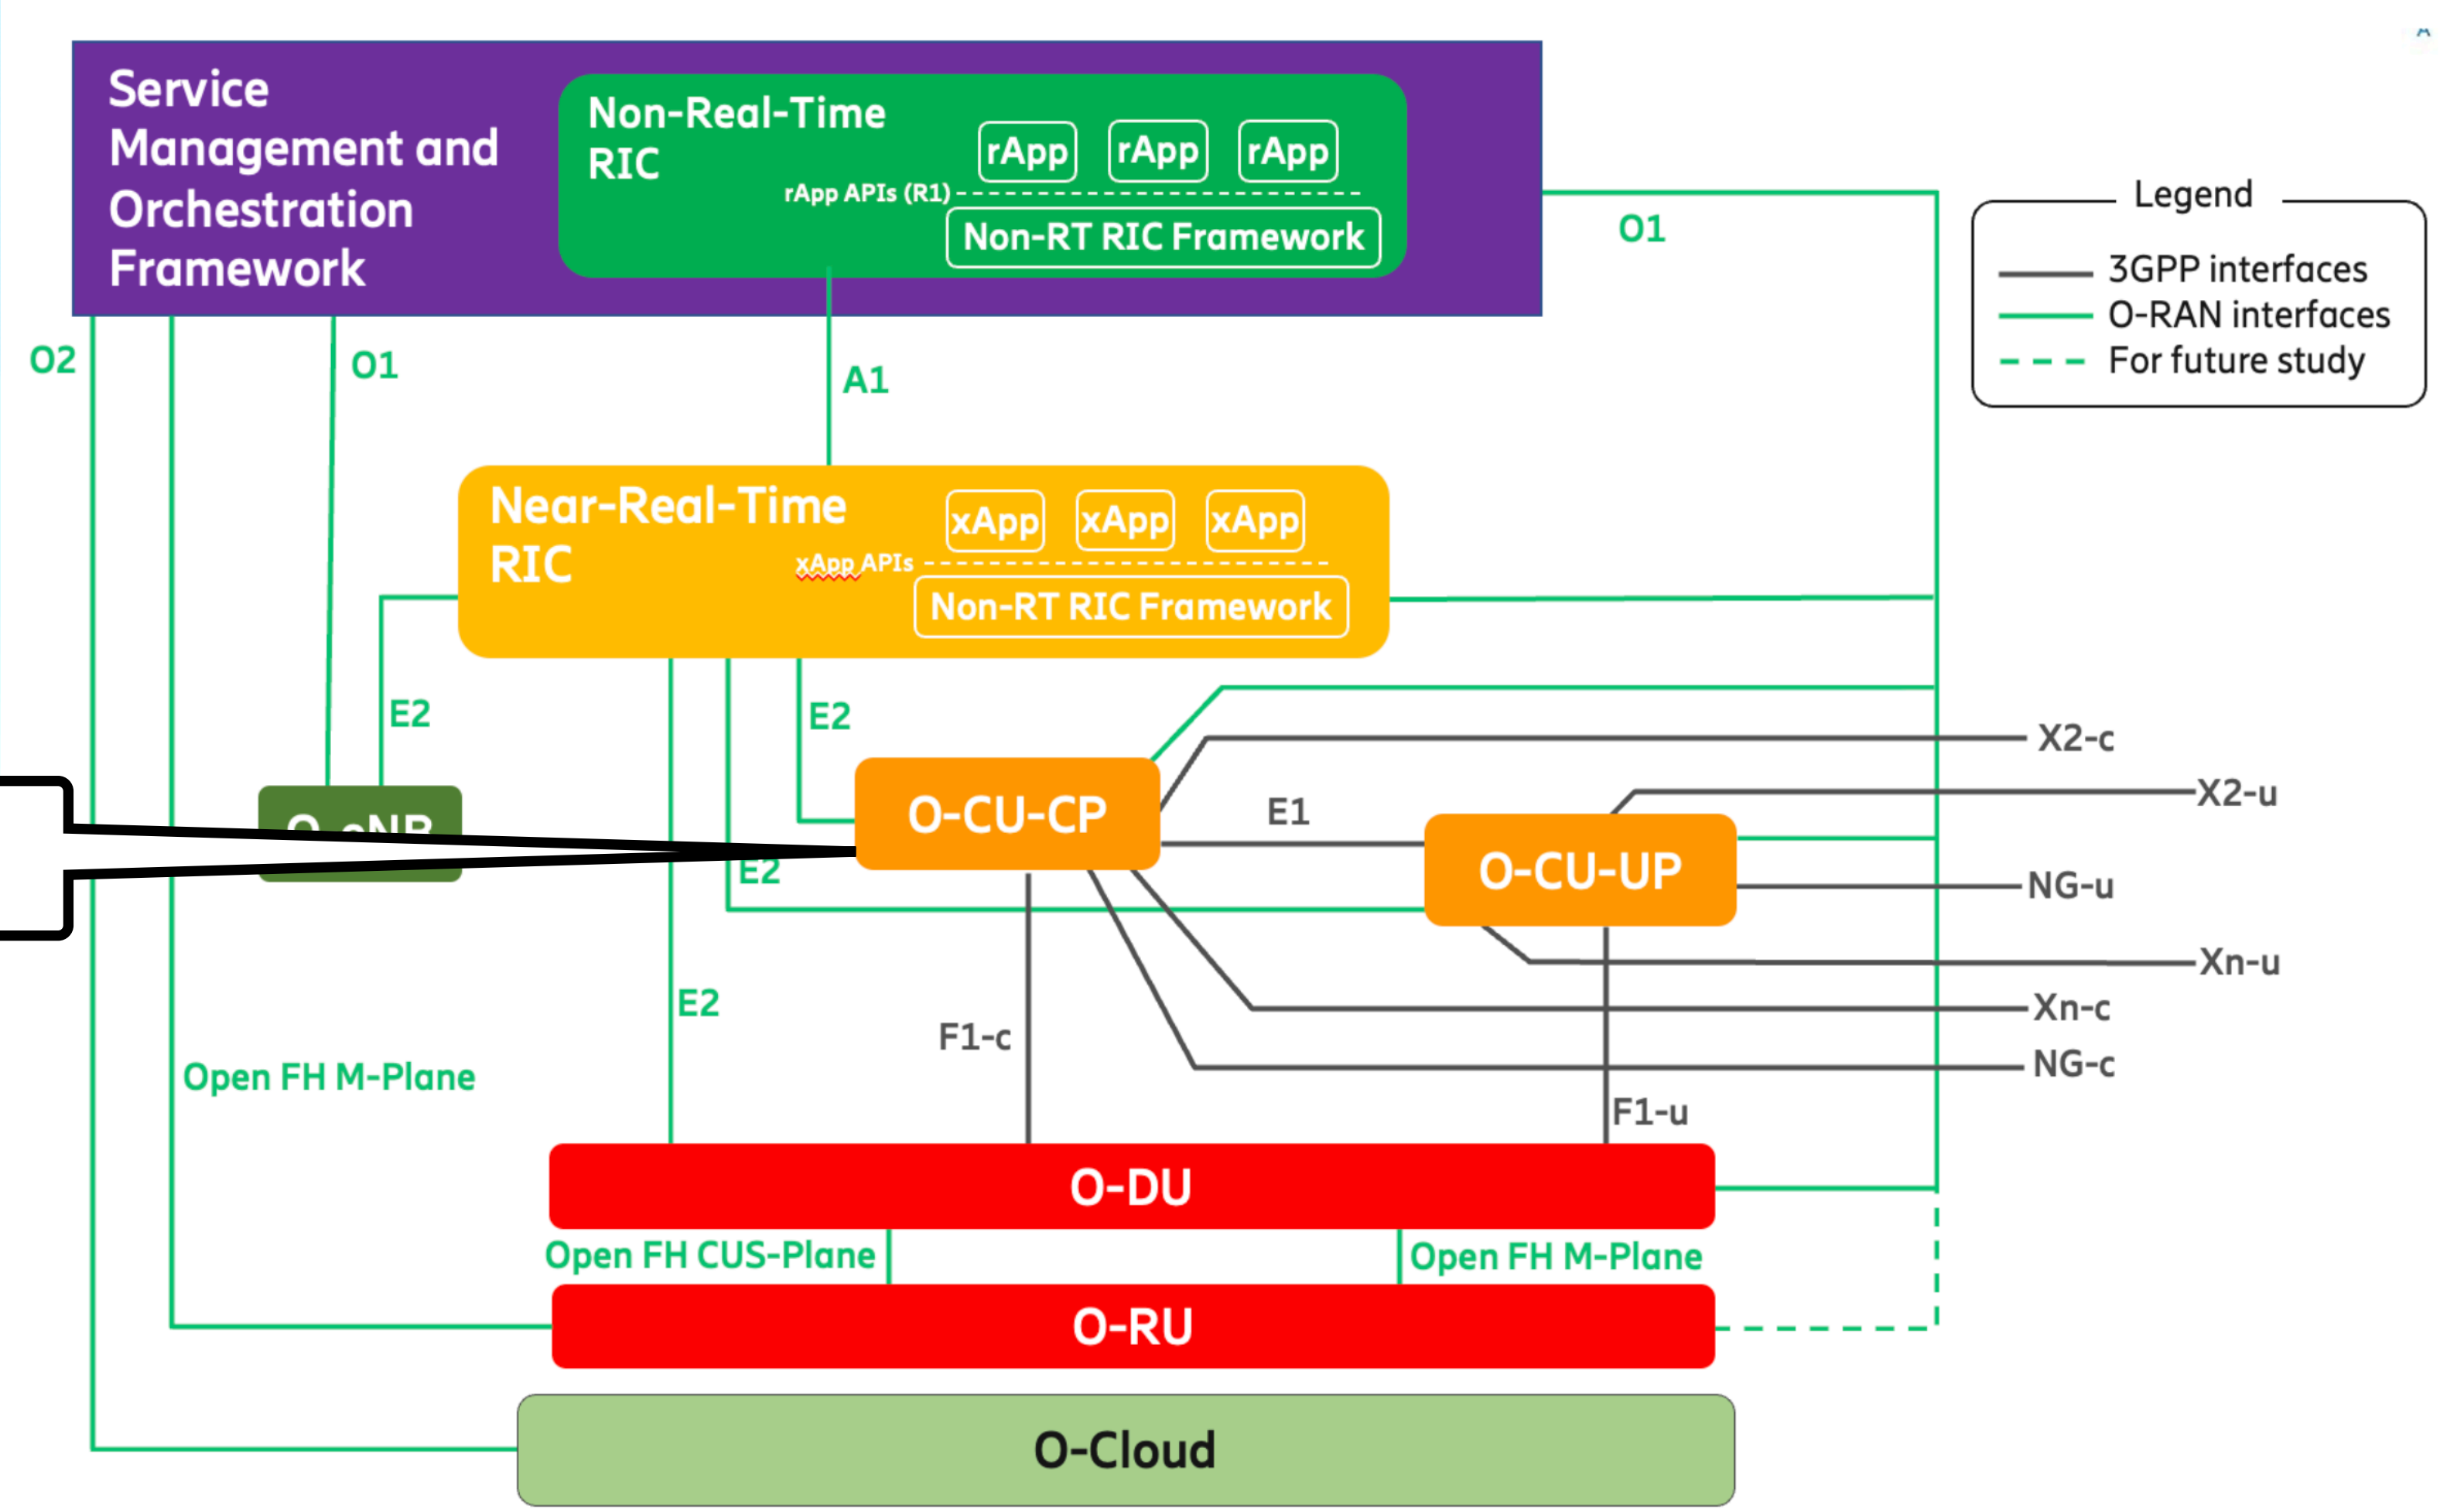 Service
Management and
Orchestration
Framework
Non-Real-Time
RIC
rApp
rApp
rApp
rApp APIs (R1)
Non-RT RIC Framework
O1
Legend
3GPP interfaces
O-RAN interfaces
For future study
O2
O1
A1
Near-Real-Time
RIC
xApp
xApp
xApp
xApp APIs
Non-RT RIC Framework
E2
E2
X2-c
X2-u
O-CU-CP
E1
O-CU-UP
E2
NG-u
Xn-u
E2
Xn-c
F1-c
NG-c
Open FH M-Plane
F1-u
O-DU
Open FH CUS-Plane
Open FH M-Plane
O-RU
O-Cloud